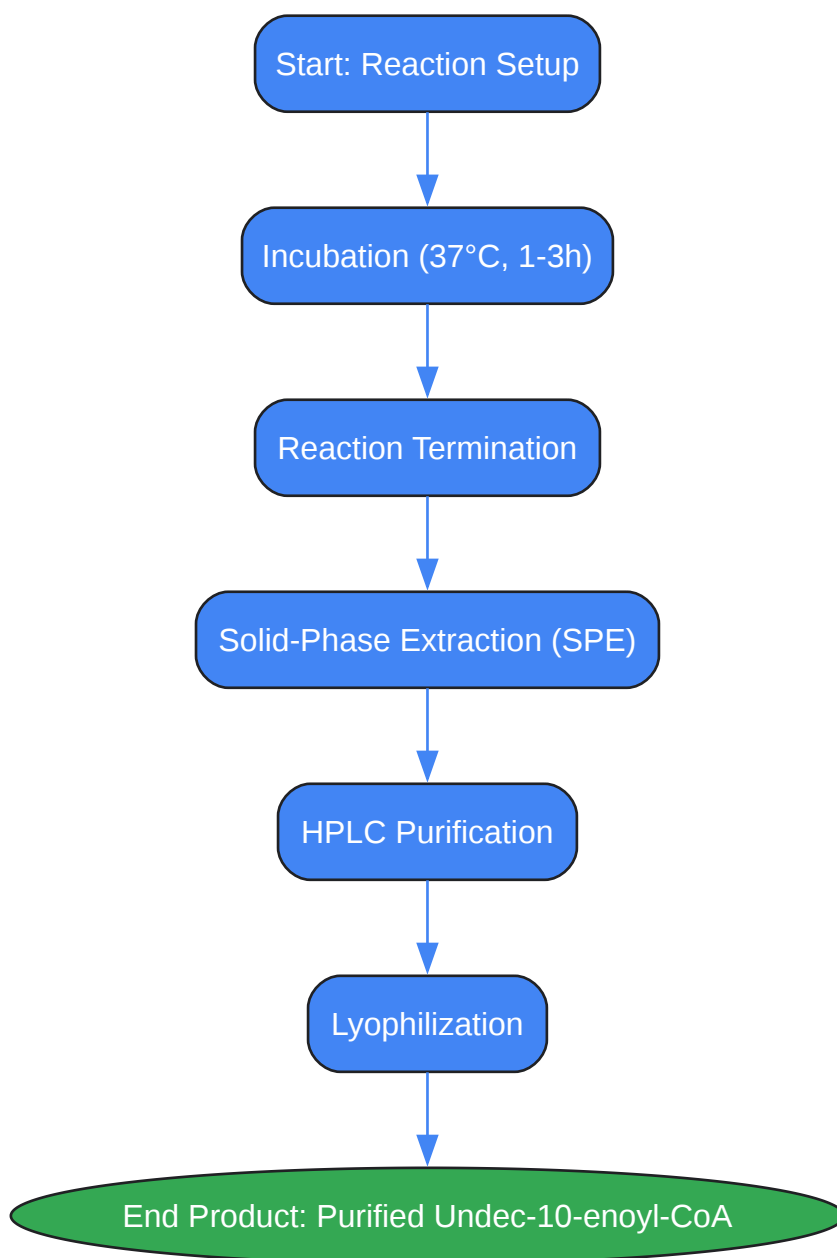 Start: Reaction Setup
Incubation (37°C, 1-3h)
Reaction Termination
Solid-Phase Extraction (SPE)
HPLC Purification
Lyophilization
End Product: Purified Undec-10-enoyl-CoA